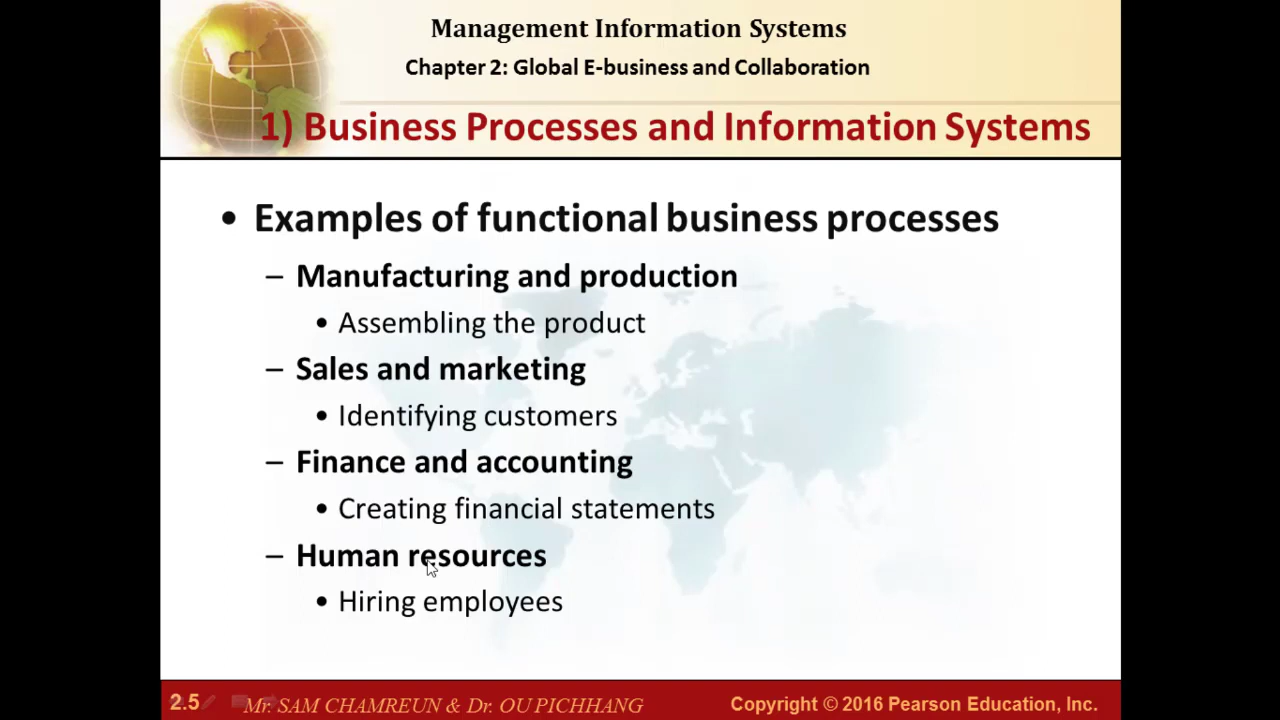 Management Information Systems
Chapter 2: Global E-business and Collaboration
1) Business Processes and Information Systems
• Examples of functional business processes
– Manufacturing and production
• Assembling the product
– Sales and marketing
• Identifying customers
– Finance and accounting
• Creating financial statements
– Human resources
• Hiring employees
2.5
Mr. SAM CHAMREUN & Dr. OU PICHHANG
Copyright © 2016 Pearson Education, Inc.